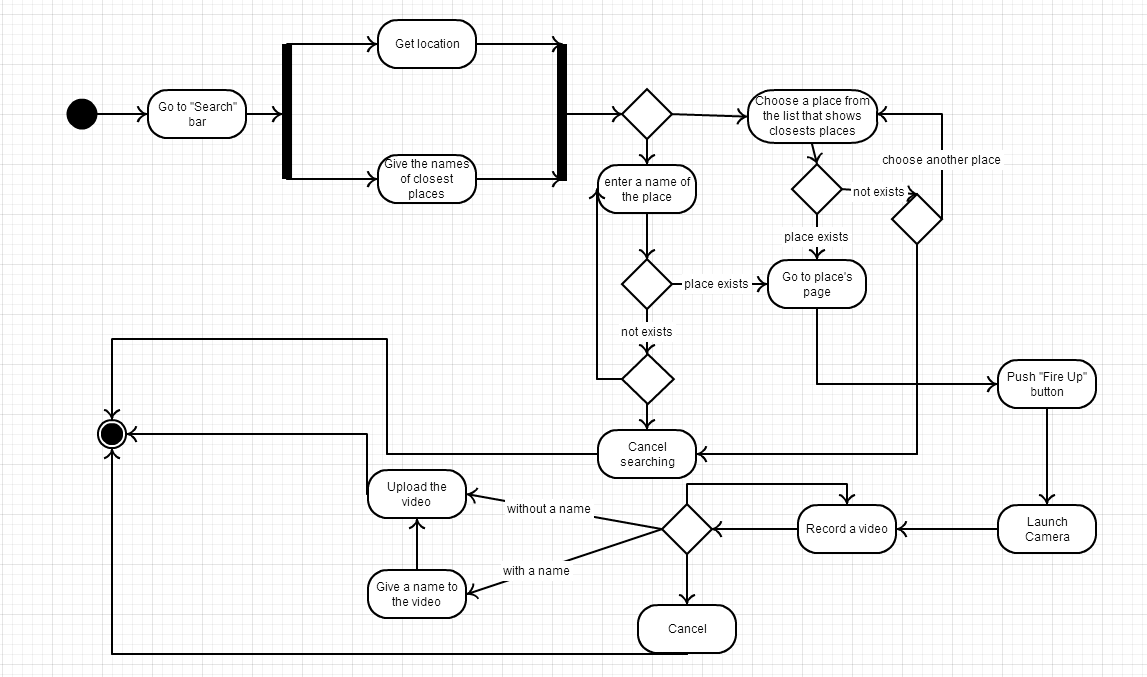 Get location
Go to "Search"
bar
Give the names
of closest
places
Choose a place from
the list that shows
closests places
choose another place
enter a name of
the place
not exists
place exists
place exists
Go to place's
page
not exists
Push "Fire Up"
button
Cancel
searching
Upload the
video
without a name
Record a video
Launch
Camera
with a name
Give a name to
the video
Cancel